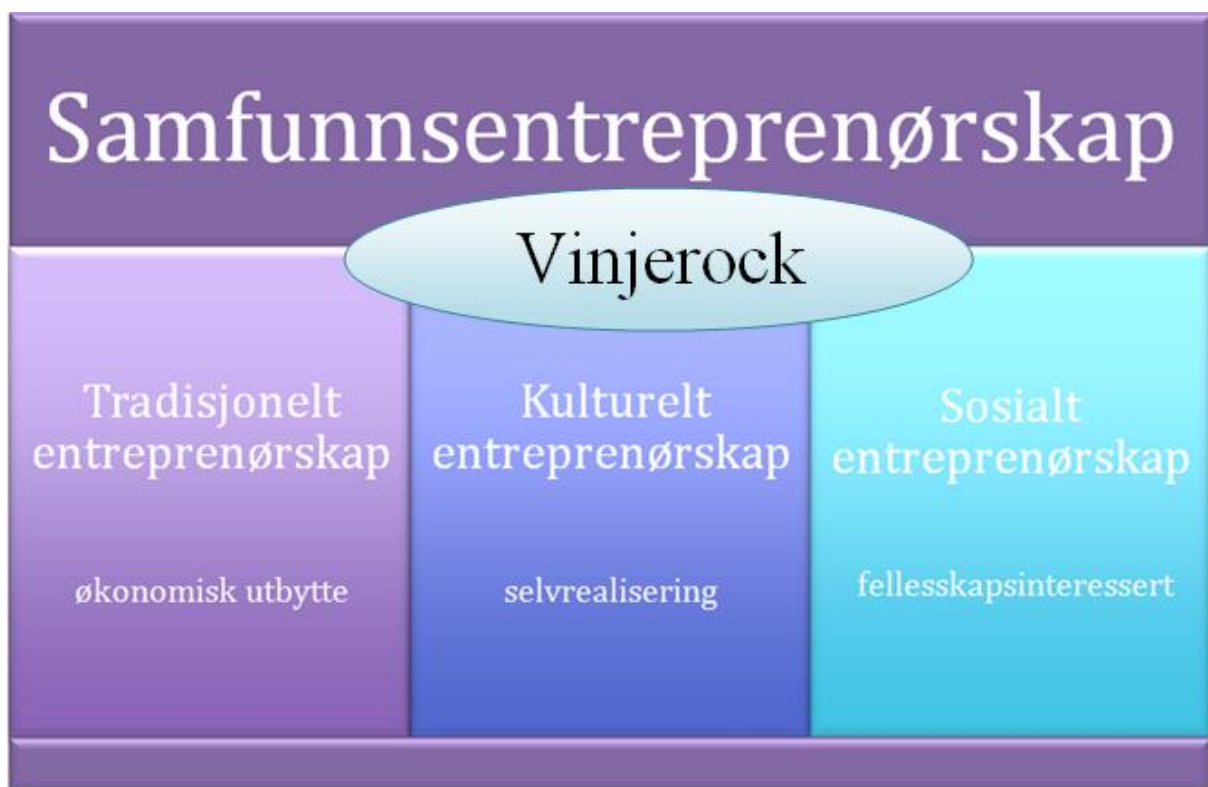 Samfunnsentreprenørskap
Vinjerock
Tradisjonelt
entreprenørskap
økonomisk utbytte
Kulturelt
entreprenørskap
selvrealisering
Sosialt
entreprenørskap
fellesskapsinteressert